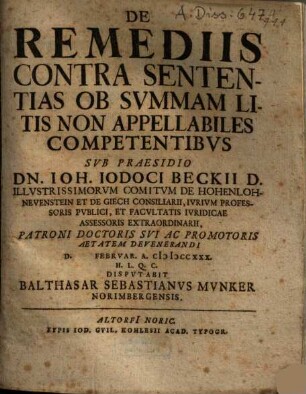 A. Diss. 647
DE
REMEDIIS
CONTRA SENTEN-
TIAS OB SVMMAM LI-
TIS NON APPELLABILES
COMPETENTIBVS
SVB PRAESIDIO
DN. IOH. IODOCI BECKII D.
ILLVSTRISSIMORVM COMITVM DE HOHENLOH-
NEVENSTEIN ET DE GIECH CONSILIARII, IVRIVM PROFES-
SORIS PVBLICI, ET FACVLTATIS IVRIDICAE
ASSESSORIS EXTRAORDINARII,
PATRONI DOCTORIS SVI AC PROMOTORIS
AETATEM DEVENERANDI
D. FEBRVAR. A. CIƆIƆCCXXX.
H. L. Q. C.
DISPVTABIT
BALTHASAR SEBASTIANVS MVNKER
NORIMBERGENSIS.
ALTORFI NORIC.
TYPIS IOD. GVIL. KOHLESII ACAD. TYPOGR.